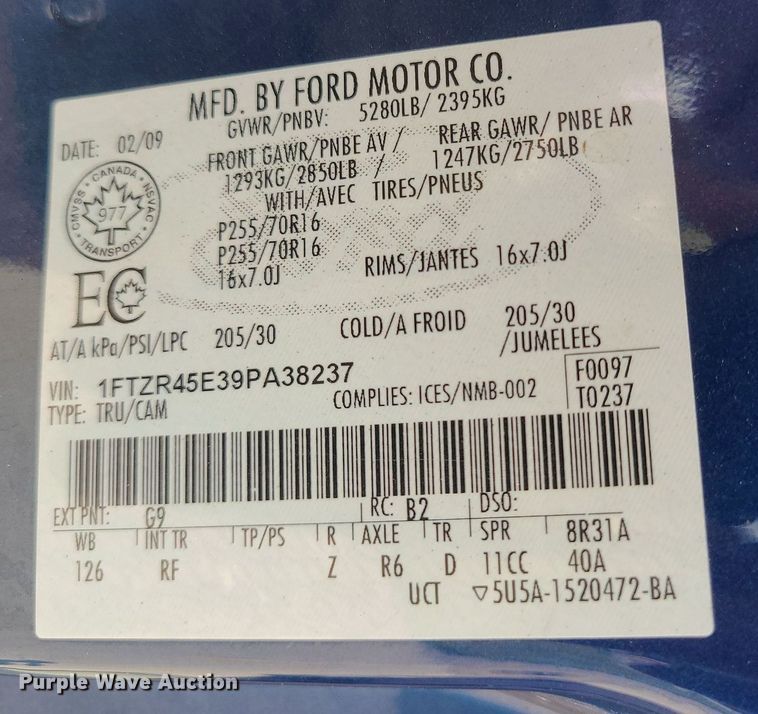 MFD. BY FORD MOTOR CO.
DATE: 02/09
GVWR/PNBV: 5280LB/ 2395KG
FRONT GAWR/PNBE AV / REAR GAWR/ PNBE AR
1293KG/2850LB / 1247KG/2750LB
WITH/AVEC TIRES/PNEUS
CMVSS · CANADA · NSVAC
977
TRANSPORT
P255/70R16
P255/70R16
16x7.0J RIMS/JANTES 16x7.0J
EC
AT/A kPa/PSI/LPC 205/30 COLD/A FROID 205/30
/JUMELEES
VIN: 1FTZR45E39PA38237
TYPE: TRU/CAM COMPLIES: ICES/NMB-002
F0097
T0237
EXT PNT: G9 RC: B2 DSO:
WB INT TR TP/PS R AXLE TR SPR 8R31A
126 RF Z R6 D 11CC 40A
UCT ▽5U5A-1520472-BA
Purple Wave Auction